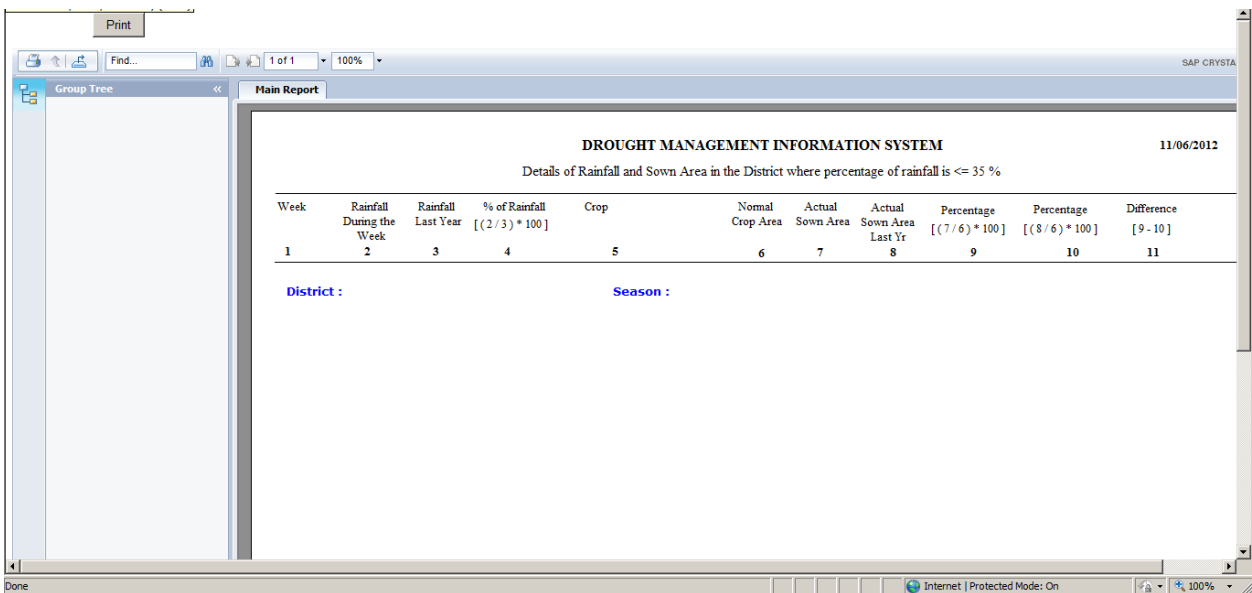 Print
Find...
1 of 1
100%
SAP CRYSTA
Group Tree «
Main Report
DROUGHT MANAGEMENT INFORMATION SYSTEM 11/06/2012
Details of Rainfall and Sown Area in the District where percentage of rainfall is <= 35 %
Week Rainfall Rainfall % of Rainfall Crop Normal Actual Actual Percentage Percentage Difference
During the Last Year [ ( 2 / 3 ) * 100 ] Crop Area Sown Area Sown Area [ ( 7 / 6 ) * 100 ] [ ( 8 / 6 ) * 100 ] [ 9 - 10 ]
Week Last Yr
1 2 3 4 5 6 7 8 9 10 11
District : Season :
Done Internet | Protected Mode: On 100%